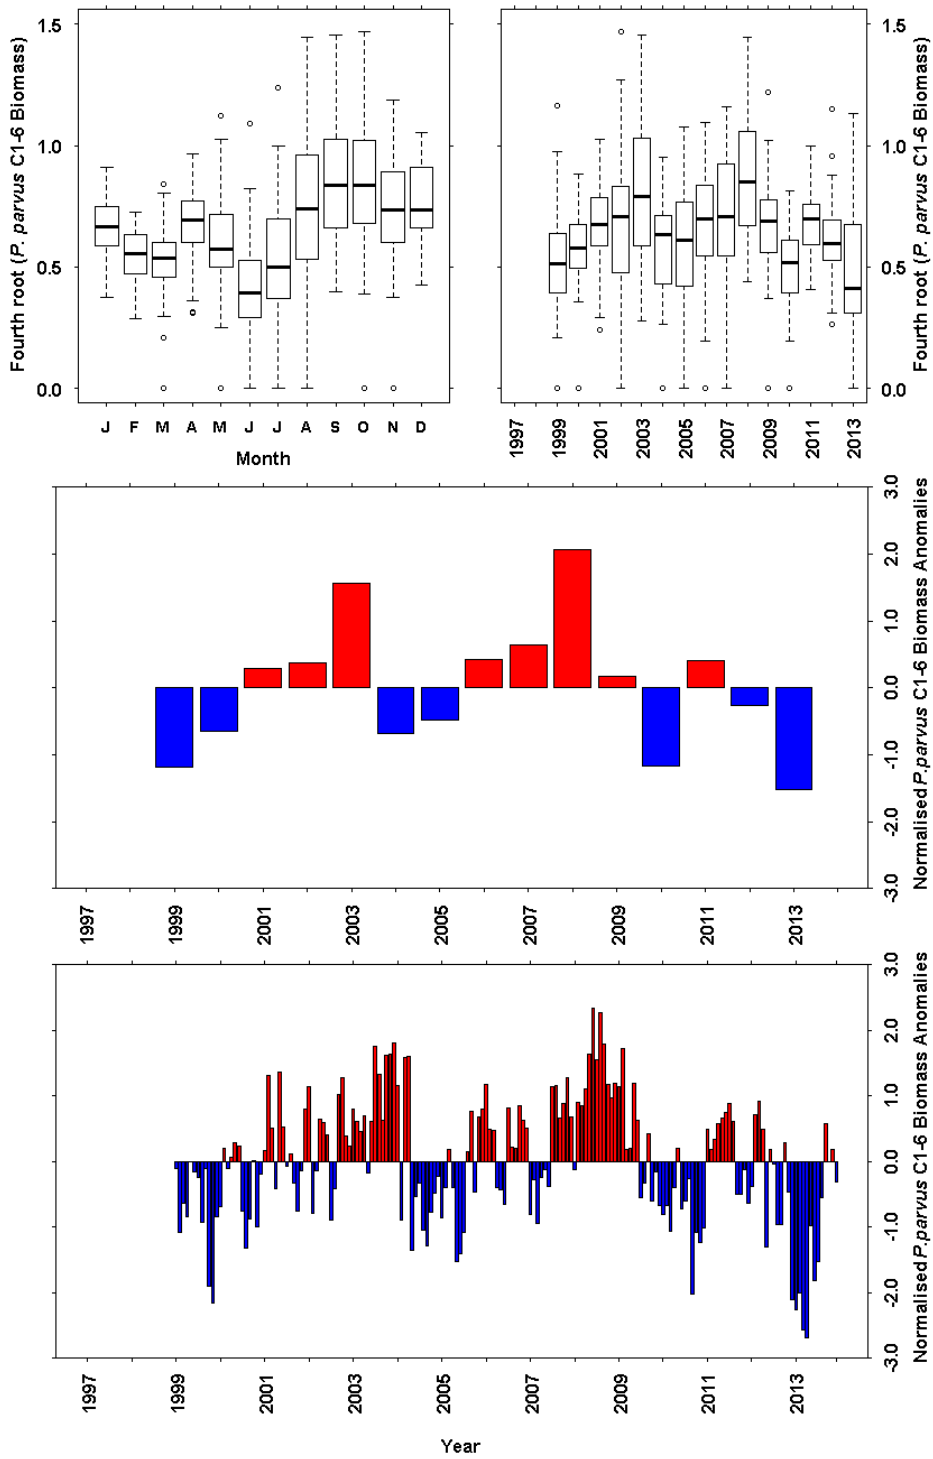 Fourth root (P. parvus C1-6 Biomass)
1.5
1.0
0.5
0.0
J F M A M J J A S O N D
Month
1.5
1.0
0.5
0.0
Fourth root (P. parvus C1-6 Biomass)
1997 1999 2001 2003 2005 2007 2009 2011 2013
3.0
2.0
1.0
0.0
-1.0
-2.0
-3.0
Normalised P.parvus C1-6 Biomass Anomalies
1997 1999 2001 2003 2005 2007 2009 2011 2013
3.0
2.0
1.0
0.0
-1.0
-2.0
-3.0
Normalised P.parvus C1-6 Biomass Anomalies
1997 1999 2001 2003 2005 2007 2009 2011 2013
Year